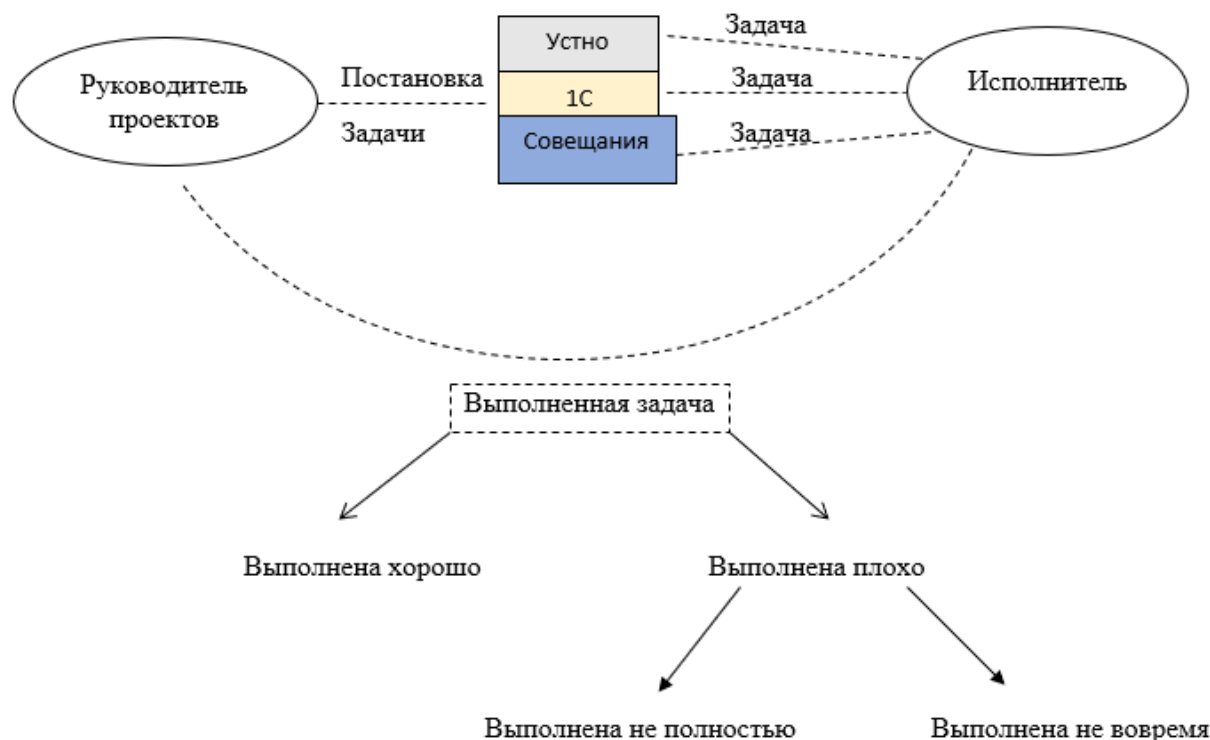 Руководитель
проектов
Постановка
Задачи
Устно
1С
Совещания
Задача
Задача
Задача
Исполнитель
Выполненная задача
Выполнена хорошо
Выполнена плохо
Выполнена не полностью
Выполнена не вовремя